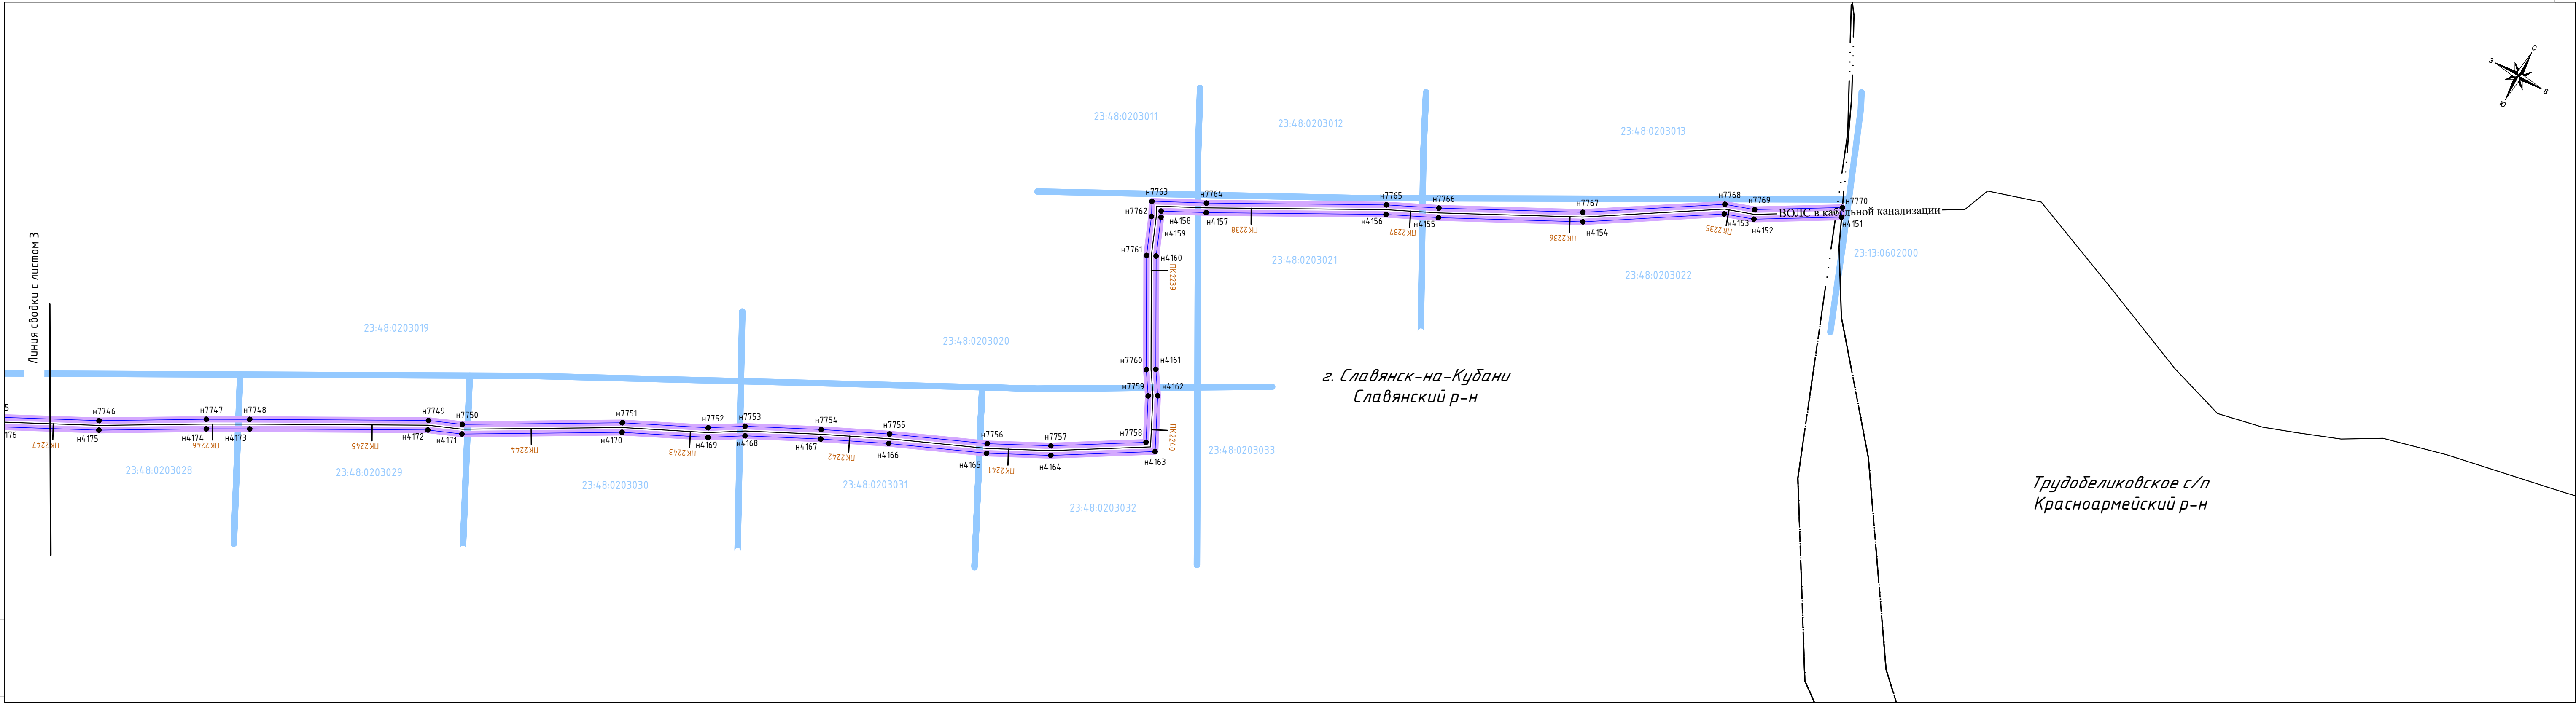 С
З
В
Ю
23:48:0203011
23:48:0203012
23:48:0203013
н7763
н7764
н7765
н7766
н7767
н7768
н7769
н7770
н7762
н4158
н4157
н4156
н4155
н4154
н4153
н4152
н4151
ВОЛС в кабельной канализации
ПК2238
ПК2237
ПК2236
ПК2235
н4159
н7761
н4160
ПК2239
23:48:0203021
23:48:0203022
23:13:0602000
Линия сводки с листом 3
23:48:0203019
23:48:0203020
н7760
н4161
н7759
н4162
г. Славянск-на-Кубани
Славянский р-н
5
н7746
н7747
н7748
н7749
н7750
н7751
н7752
н7753
н7754
н7755
н7756
н7757
н7758
176
н4175
н4174
н4173
н4172
н4171
н4170
н4169
н4168
н4167
н4166
н4165
н4164
н4163
ПК2247
ПК2246
ПК2245
ПК2244
ПК2243
ПК2242
ПК2241
ПК2240
23:48:0203028
23:48:0203029
23:48:0203030
23:48:0203031
23:48:0203032
23:48:0203033
Трудобеликовское с/п
Красноармейский р-н